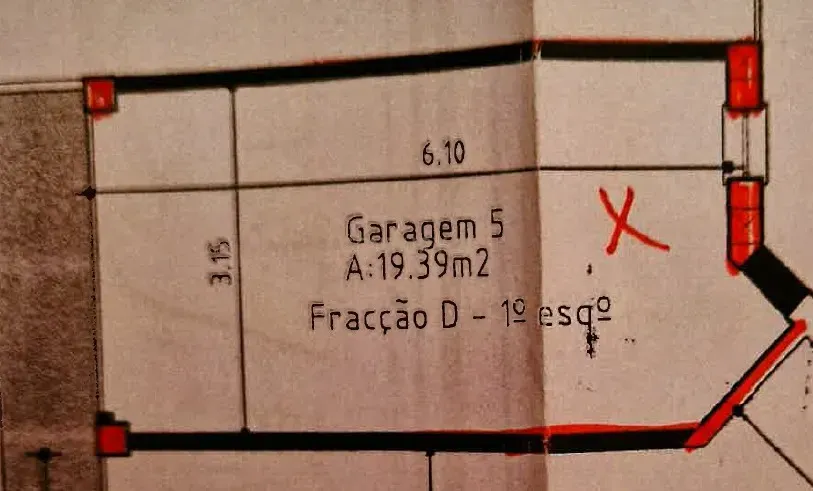 6.10
3.15
Garagem 5
A:19.39m2
Fracção D - 1º esqº
X